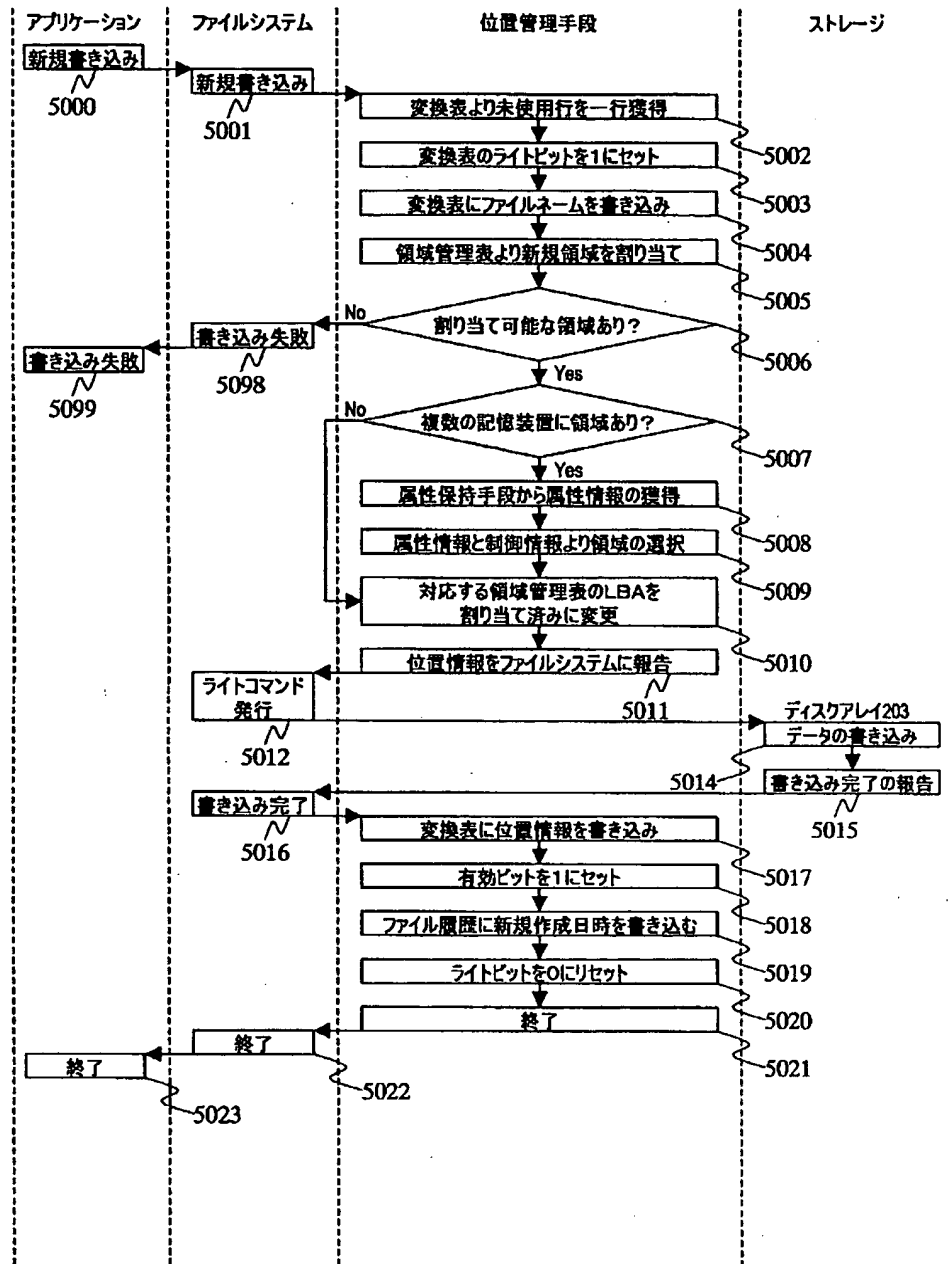 アプリケーション
ファイルシステム
位置管理手段
ストレージ
新規書き込み
5000
新規書き込み
5001
変換表より未使用行を一行獲得
5002
変換表のライトビットを1にセット
5003
変換表にファイルネームを書き込み
5004
領域管理表より新規領域を割り当て
5005
割り当て可能な領域あり?
No
5006
書き込み失敗
5098
書き込み失敗
5099
Yes
複数の記憶装置に領域あり?
No
5007
Yes
属性保持手段から属性情報の獲得
5008
属性情報と制御情報より領域の選択
5009
対応する領域管理表のLBAを
割り当て済みに変更
5010
位置情報をファイルシステムに報告
5011
ライトコマンド
発行
5012
ディスクアレイ203
データの書き込み
5014
書き込み完了の報告
5015
書き込み完了
5016
変換表に位置情報を書き込み
5017
有効ビットを1にセット
5018
ファイル履歴に新規作成日時を書き込む
5019
ライトビットを0にリセット
5020
終了
5021
終了
5022
終了
5023